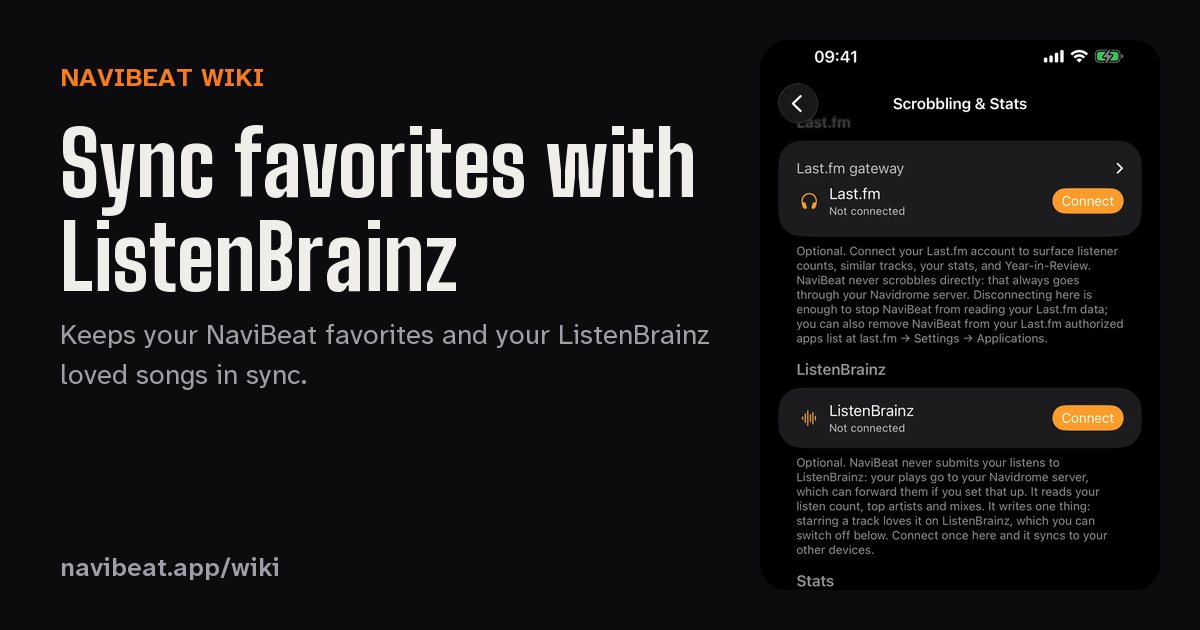 NAVIBEAT WIKI
Sync favorites with
ListenBrainz
Keeps your NaviBeat favorites and your ListenBrainz
loved songs in sync.
navibeat.app/wiki
09:41
Scrobbling & Stats
Last.fm
Last.fm gateway
Last.fm
Not connected
Connect
Optional. Connect your Last.fm account to surface listener
counts, similar tracks, your stats, and Year-in-Review.
NaviBeat never scrobbles directly: that always goes
through your Navidrome server. Disconnecting here is
enough to stop NaviBeat from reading your Last.fm data;
you can also remove NaviBeat from your Last.fm authorized
apps list at last.fm → Settings → Applications.
ListenBrainz
ListenBrainz
Not connected
Connect
Optional. NaviBeat never submits your listens to
ListenBrainz: your plays go to your Navidrome server,
which can forward them if you set that up. It reads your
listen count, top artists and mixes. It writes one thing:
starring a track loves it on ListenBrainz, which you can
switch off below. Connect once here and it syncs to your
other devices.
Stats